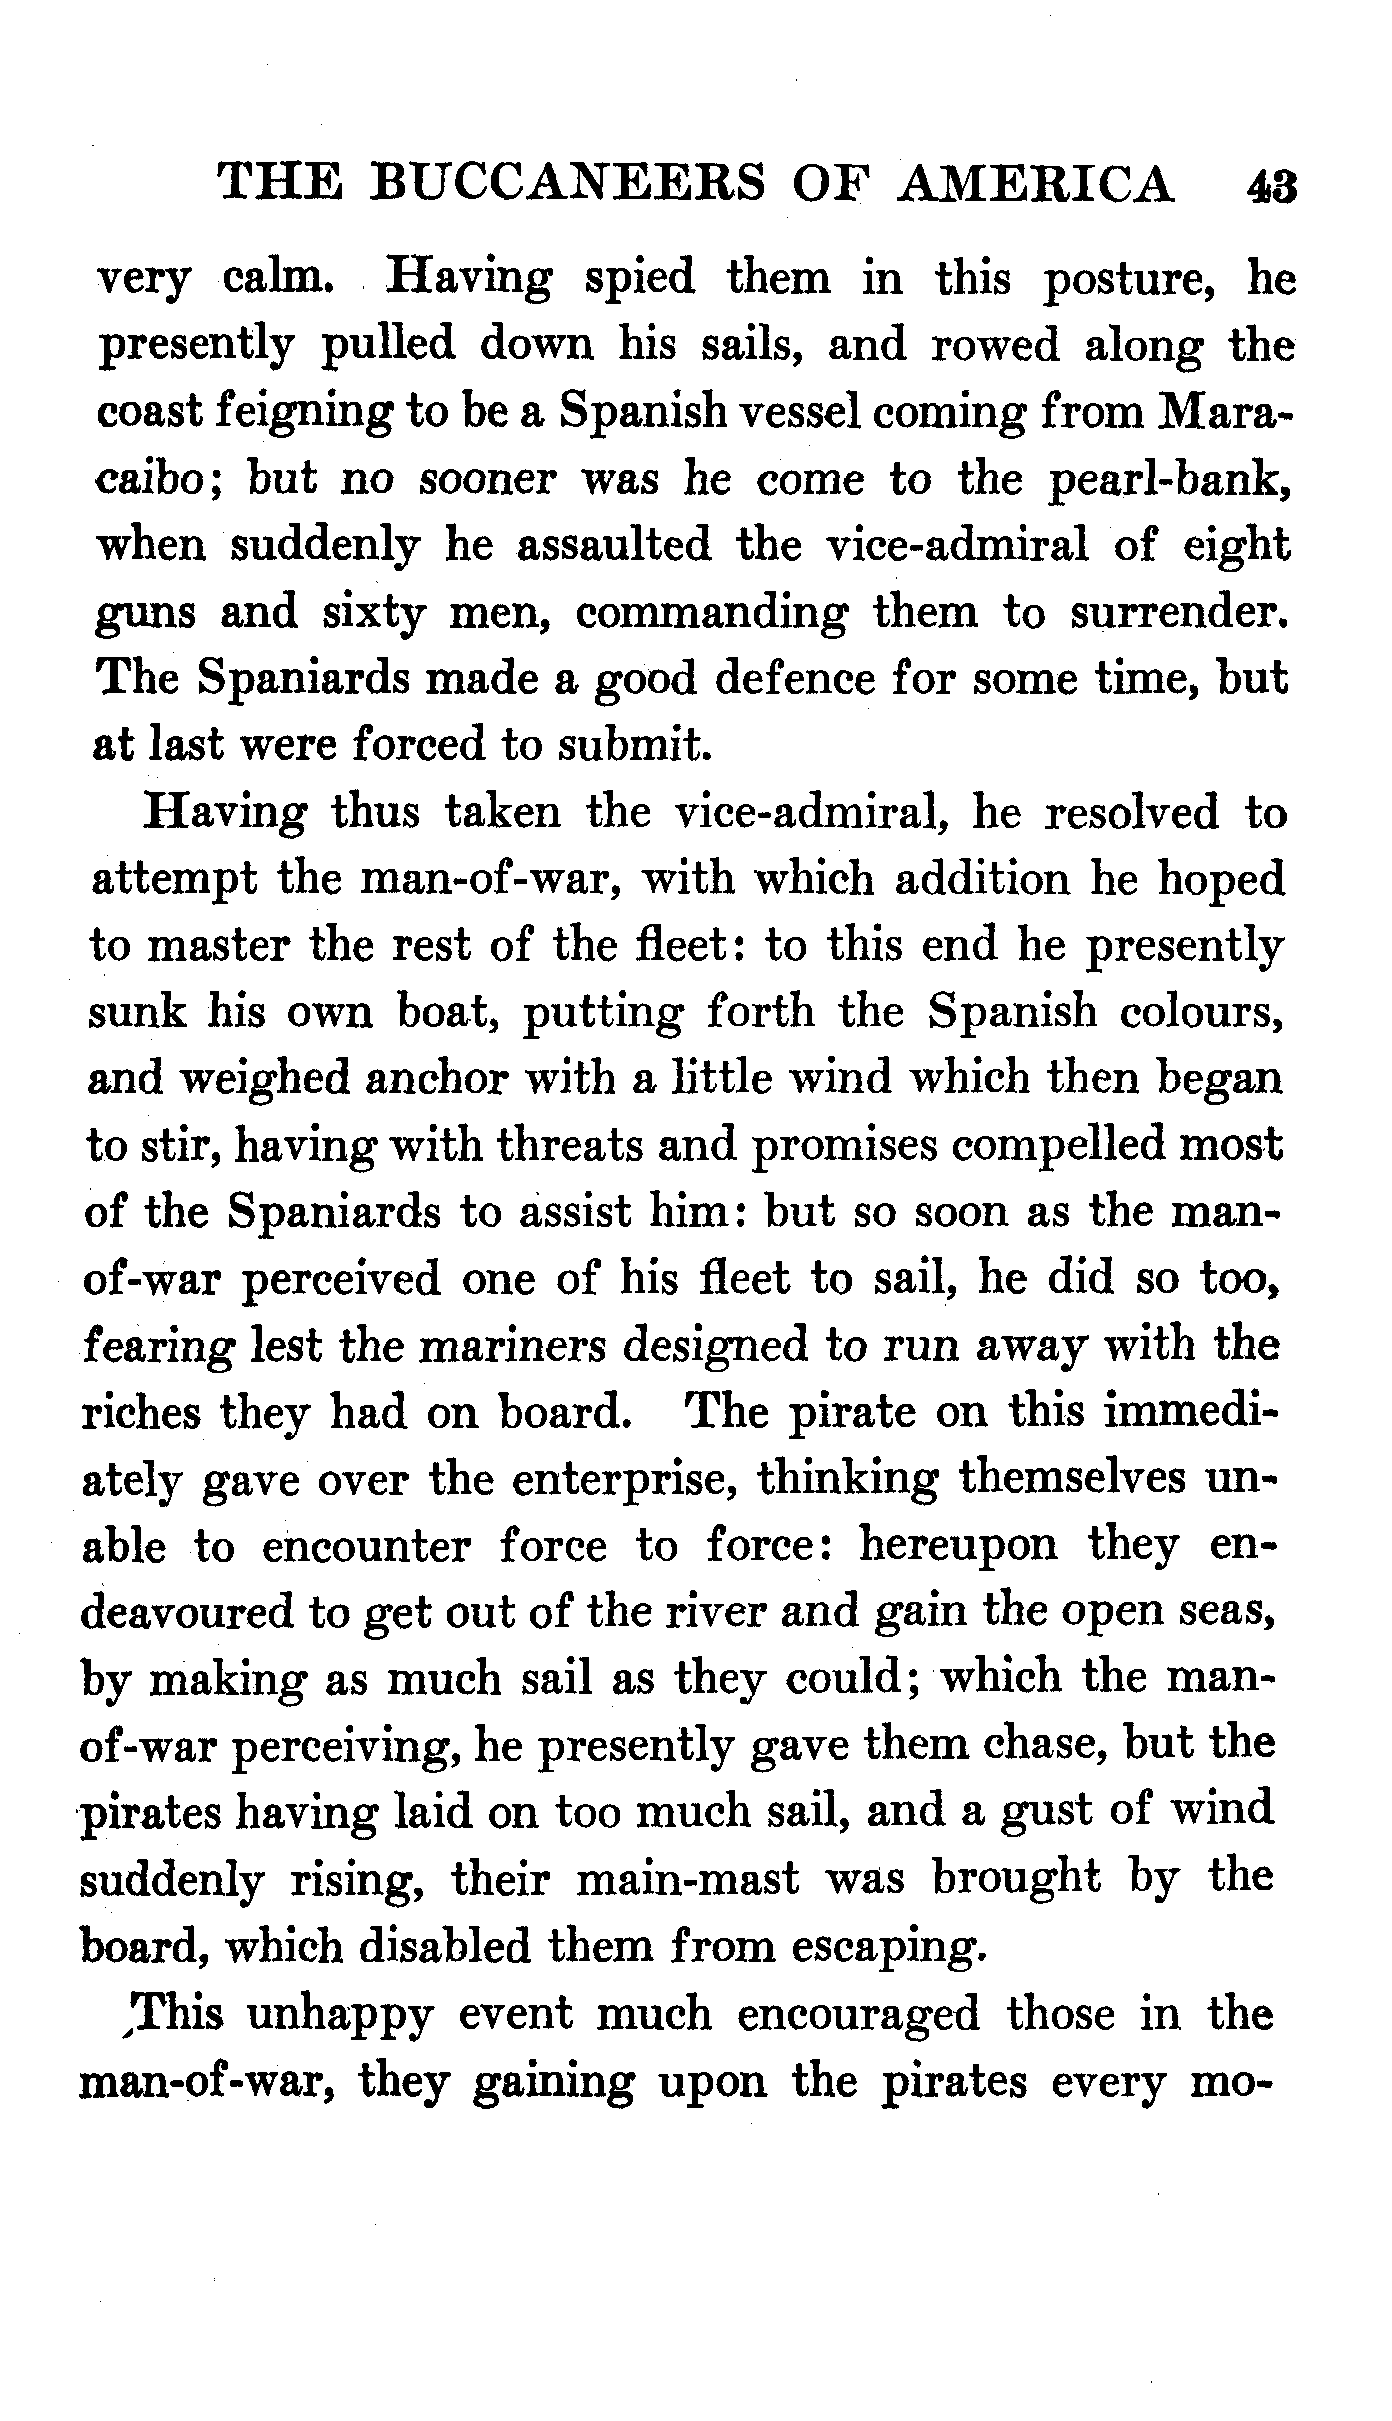 THE BUCCANEERS OF AMERICA 43
very calm. Having spied them in this posture, he
presently pulled down his sails, and rowed along the
coast feigning to be a Spanish vessel coming from Mara-
caibo; but no sooner was he come to the pearl-bank,
when suddenly he assaulted the vice-admiral of eight
guns and sixty men, commanding them to surrender.
The Spaniards made a good defence for some time, but
at last were forced to submit.
Having thus taken the vice-admiral, he resolved to
attempt the man-of-war, with which addition he hoped
to master the rest of the fleet: to this end he presently
sunk his own boat, putting forth the Spanish colours,
and weighed anchor with a little wind which then began
to stir, having with threats and promises compelled most
of the Spaniards to assist him: but so soon as the man-
of-war perceived one of his fleet to sail, he did so too,
fearing lest the mariners designed to run away with the
riches they had on board. The pirate on this immedi-
ately gave over the enterprise, thinking themselves un-
able to encounter force to force: hereupon they en-
deavoured to get out of the river and gain the open seas,
by making as much sail as they could; which the man-
of-war perceiving, he presently gave them chase, but the
pirates having laid on too much sail, and a gust of wind
suddenly rising, their main-mast was brought by the
board, which disabled them from escaping.
This unhappy event much encouraged those in the
man-of-war, they gaining upon the pirates every mo-